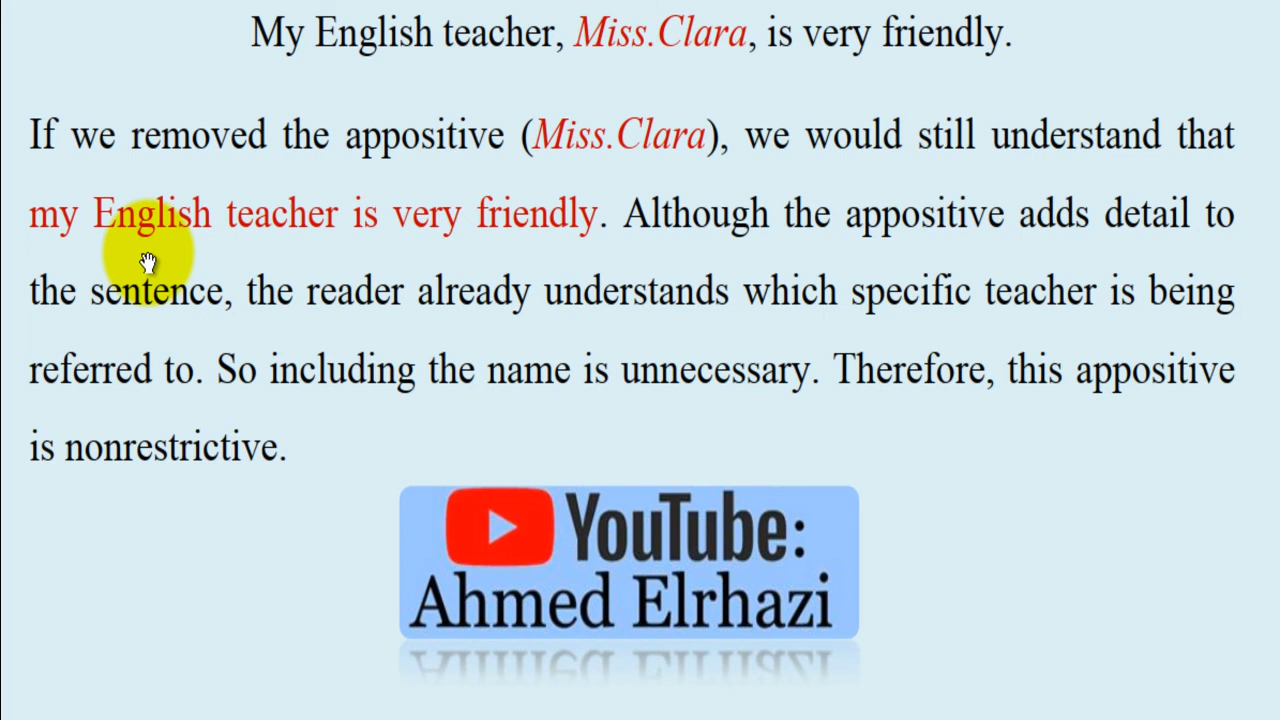 My English teacher, Miss.Clara, is very friendly.
If we removed the appositive (Miss.Clara), we would still understand that
my English teacher is very friendly. Although the appositive adds detail to
the sentence, the reader already understands which specific teacher is being
referred to. So including the name is unnecessary. Therefore, this appositive
is nonrestrictive.
YouTube:
Ahmed Elrhazi